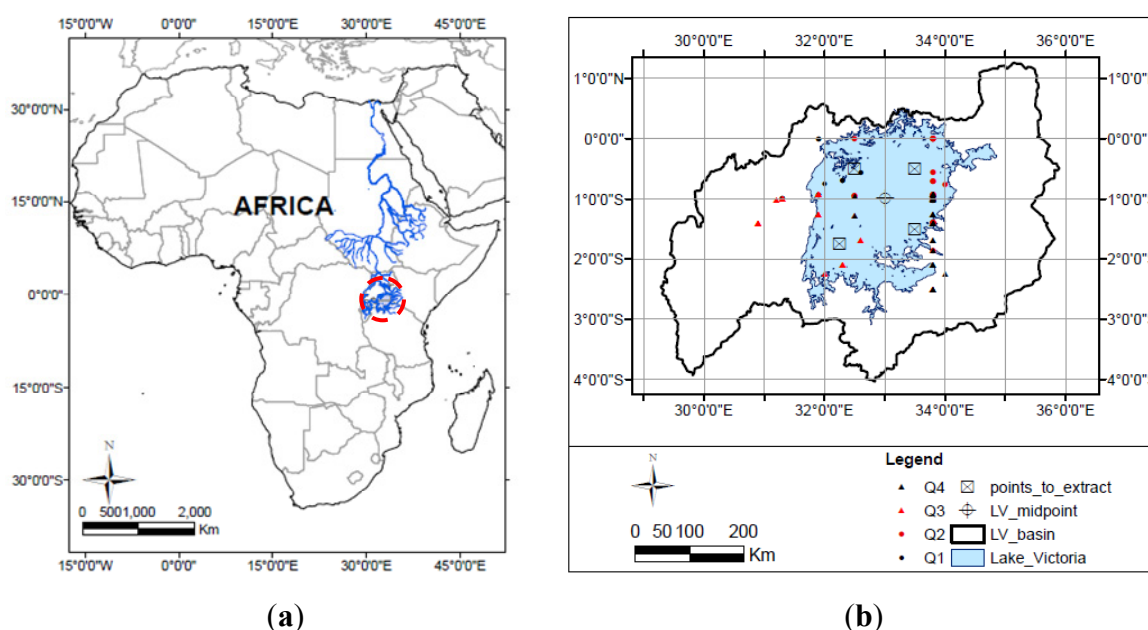 15°0'0"W 0°0'0" 15°0'0"E 30°0'0"E 45°0'0"E
30°0'0"N
15°0'0"N
0°0'0"
15°0'0"S
30°0'0"S
AFRICA
N
0 5001,000 2,000
Km
15°0'0"W 0°0'0" 15°0'0"E 30°0'0"E 45°0'0"E
(a)
30°0'0"E 32°0'0"E 34°0'0"E 36°0'0"E
1°0'0"N 1°0'0"N
0°0'0" 0°0'0"
1°0'0"S 1°0'0"S
2°0'0"S 2°0'0"S
3°0'0"S 3°0'0"S
4°0'0"S 4°0'0"S
30°0'0"E 32°0'0"E 34°0'0"E 36°0'0"E
N
0 50 100 200
Km
Legend
Q4 points_to_extract
Q3 LV_midpoint
Q2 LV_basin
Q1 Lake_Victoria
(b)